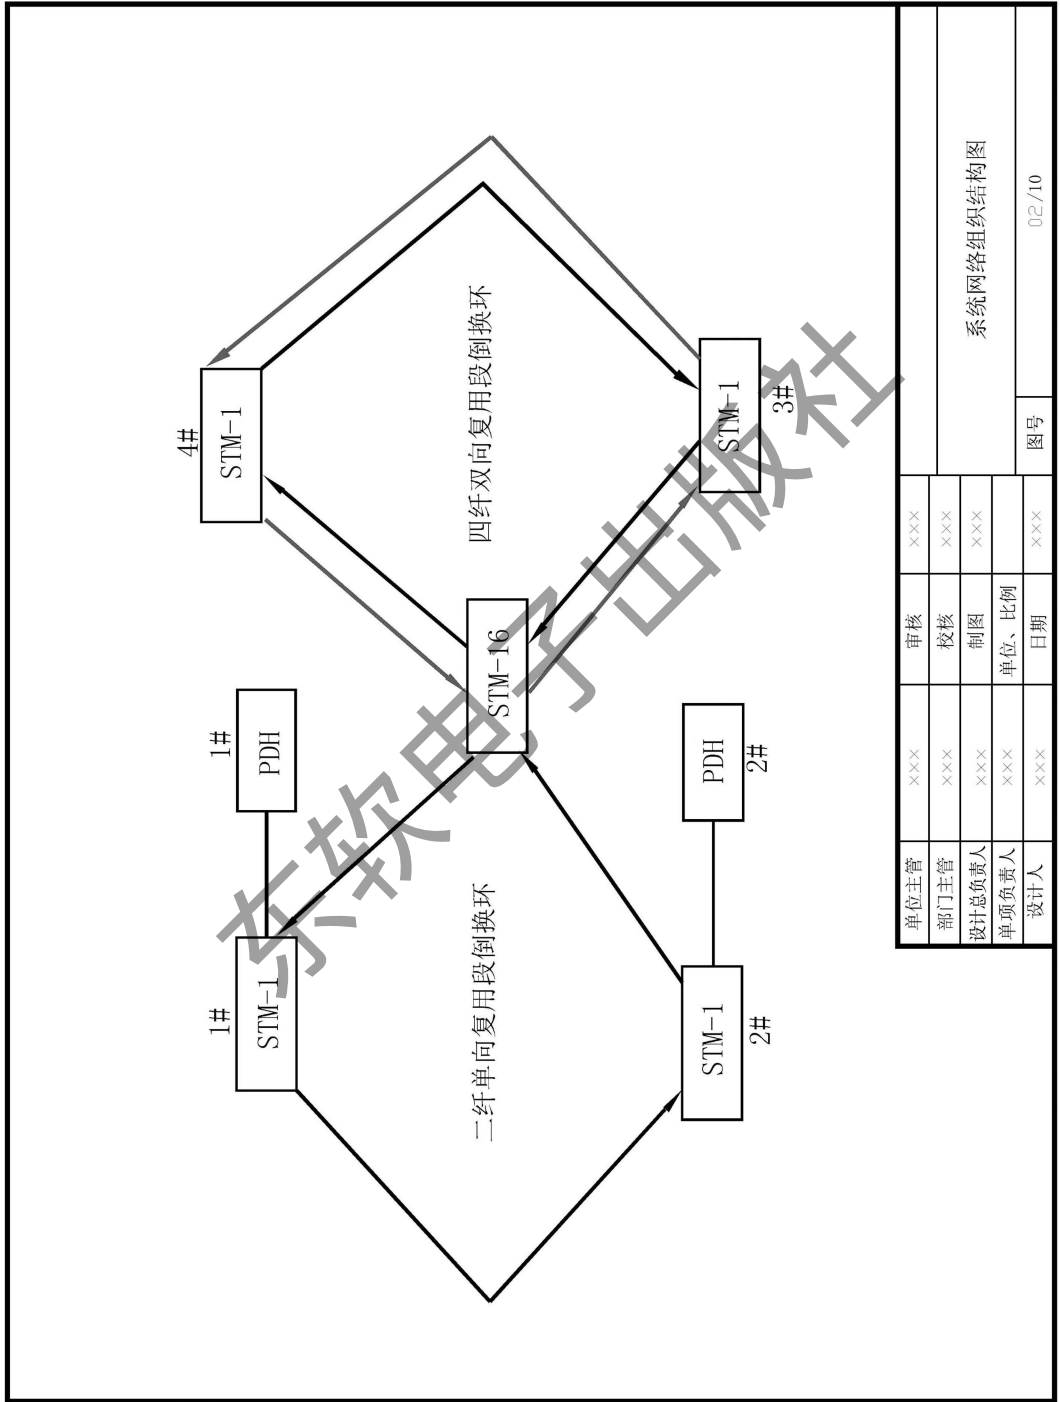 1#
STM-1
1#
PDH
4#
STM-1
二纤单向复用段倒换环
STM-16
四纤双向复用段倒换环
STM-1
2#
PDH
2#
STM-1
3#
东软电子出版社
单位主管 ××× 审核 ×××
部门主管 ××× 校核 ×××
设计总负责人 ××× 制图 ×××
系统网络组织结构图
单项负责人 ××× 单位、比例
设计人 ××× 日期 ××× 图号 02/10